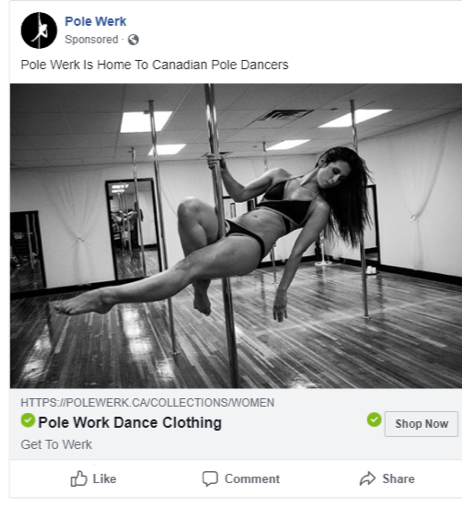 Pole Werk
Sponsored ·
Pole Werk Is Home To Canadian Pole Dancers
HTTPS://POLEWERK.CA/COLLECTIONS/WOMEN
Pole Work Dance Clothing
Shop Now
Get To Werk
Like
Comment
Share